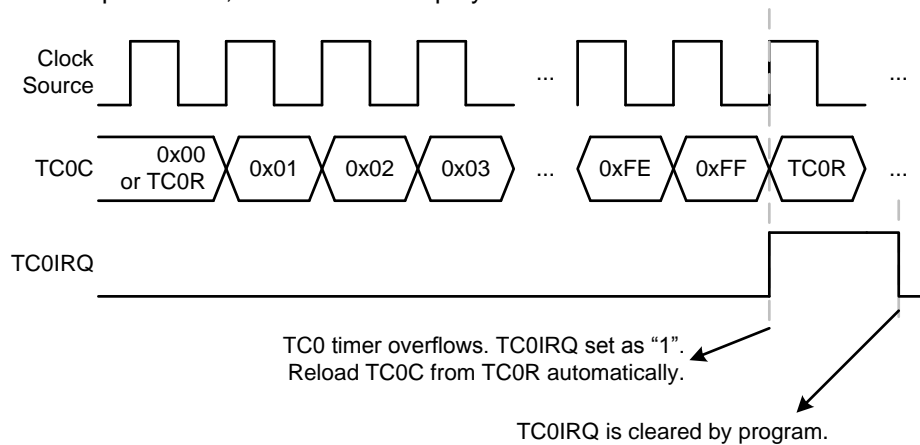 Clock
Source
...
...
TC0C
0x00
or TC0R
0x01
0x02
0x03
...
0xFE
0xFF
TC0R
...
TC0IRQ
TC0 timer overflows. TC0IRQ set as “1”.
Reload TC0C from TC0R automatically.
TC0IRQ is cleared by program.